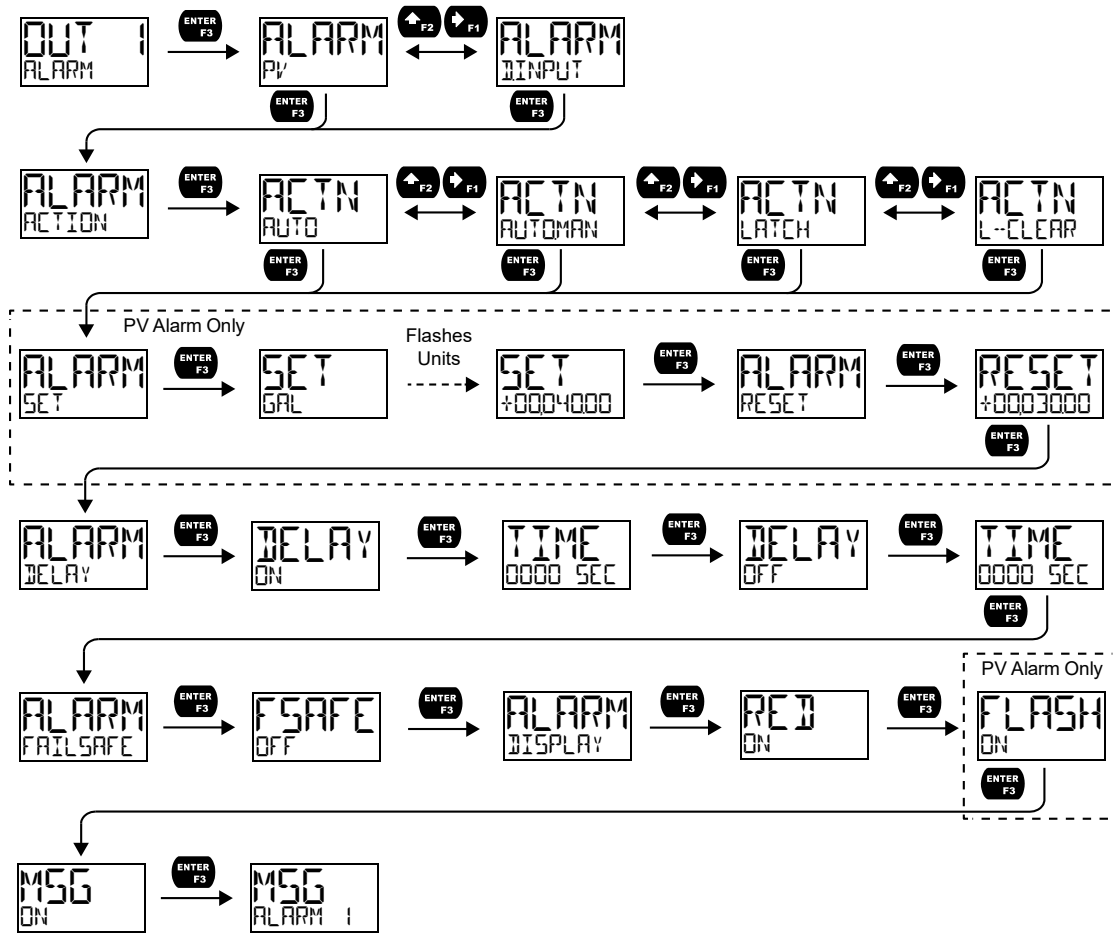 OUT 1
ALARM
ENTER F3
ALARM
PV
F2 F1
ALARM
D.INPUT
ENTER F3
ENTER F3
ALARM
ACTION
ENTER F3
ACTN
AUTO
F2 F1
ACTN
AUTO.MAN
F2 F1
ACTN
LATCH
F2 F1
ACTN
L--CLEAR
ENTER F3
ENTER F3
ENTER F3
ENTER F3
PV Alarm Only
ALARM
SET
ENTER F3
SET
GAL
Flashes
Units
SET
+00,040.00
ENTER F3
ALARM
RESET
ENTER F3
RESET
+00,030.00
ENTER F3
ALARM
DELAY
ENTER F3
DELAY
ON
ENTER F3
TIME
0000 SEC
ENTER F3
DELAY
OFF
ENTER F3
TIME
0000 SEC
ENTER F3
ALARM
FAILSAFE
ENTER F3
FSAFE
OFF
ENTER F3
ALARM
DISPLAY
ENTER F3
RED
ON
ENTER F3
PV Alarm Only
FLASH
ON
ENTER F3
MSG
ON
ENTER F3
MSG
ALARM 1